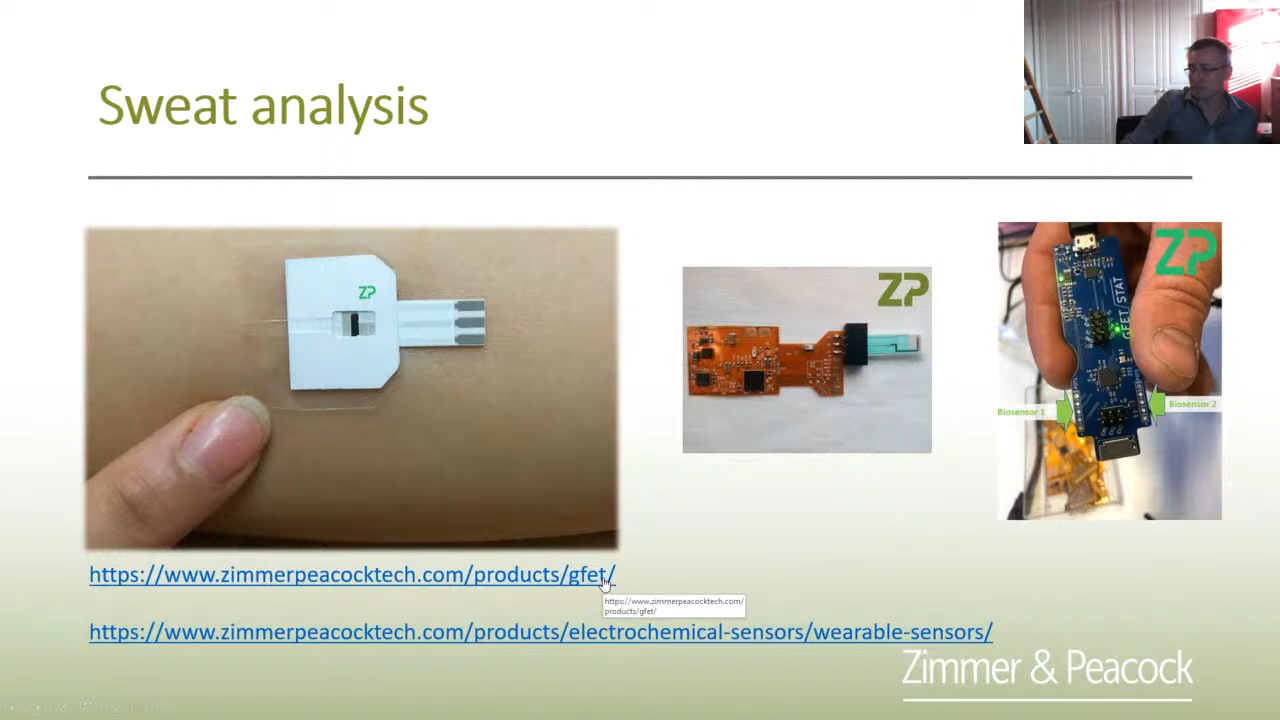 Sweat analysis
ZP
ZP
ZP
GFET/STAT
Biosensor 1
Biosensor 2
https://www.zimmerpeacocktech.com/products/gfet/
https://www.zimmerpeacocktech.com/
products/gfet/
https://www.zimmerpeacocktech.com/products/electrochemical-sensors/wearable-sensors/
Zimmer & Peacock